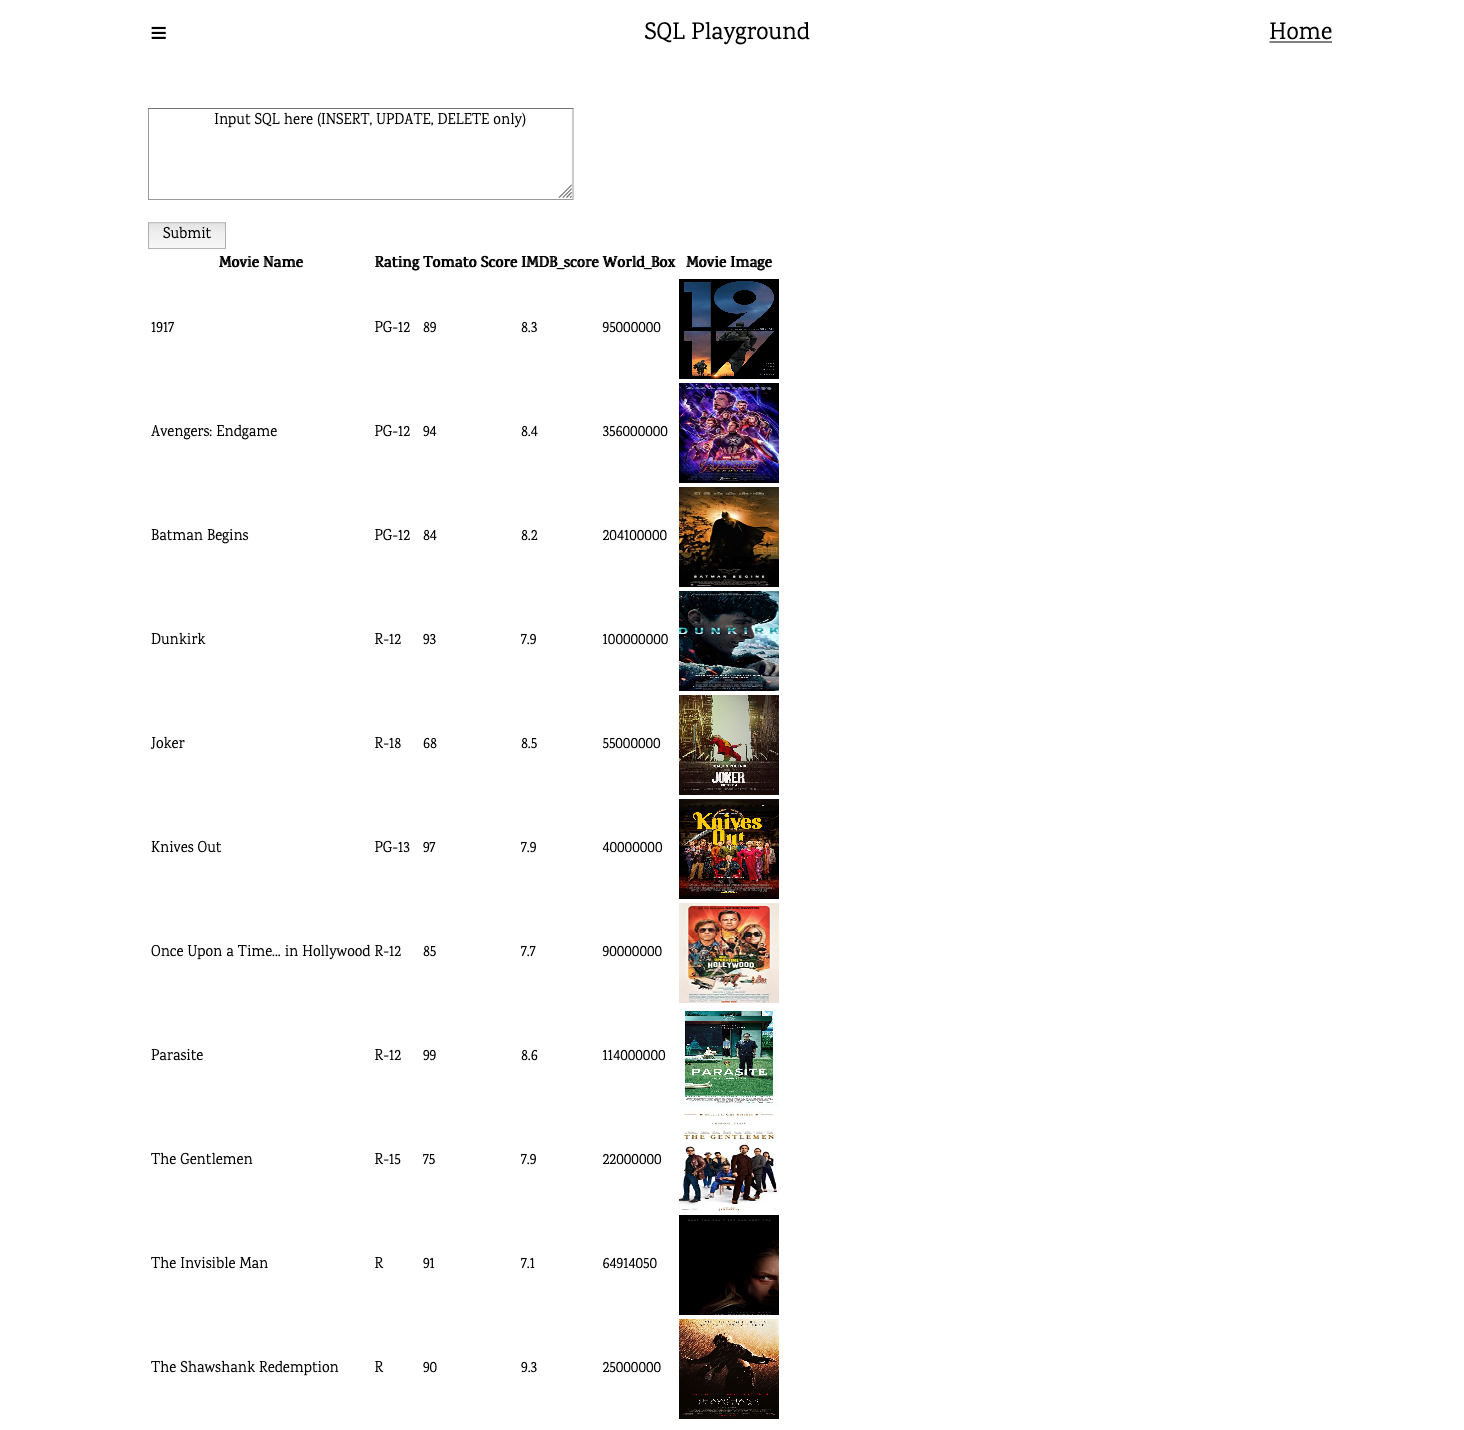 ≡ SQL Playground Home
Input SQL here (INSERT, UPDATE, DELETE only)
Submit
Movie Name Rating Tomato Score IMDB_score World_Box Movie Image
1917 PG-12 89 8.3 95000000
19
17
Avengers: Endgame PG-12 94 8.4 356000000
Batman Begins PG-12 84 8.2 204100000
BATMAN BEGINS
Dunkirk R-12 93 7.9 100000000
DUNKIRK
Joker R-18 68 8.5 55000000
JOKER
Knives Out PG-13 97 7.9 40000000
Knives
Out
Once Upon a Time... in Hollywood R-12 85 7.7 90000000
HOLLYWOOD
Parasite R-12 99 8.6 114000000
PARASITE
The Gentlemen R-15 75 7.9 22000000
THE GENTLEMEN
The Invisible Man R 91 7.1 64914050
The Shawshank Redemption R 90 9.3 25000000